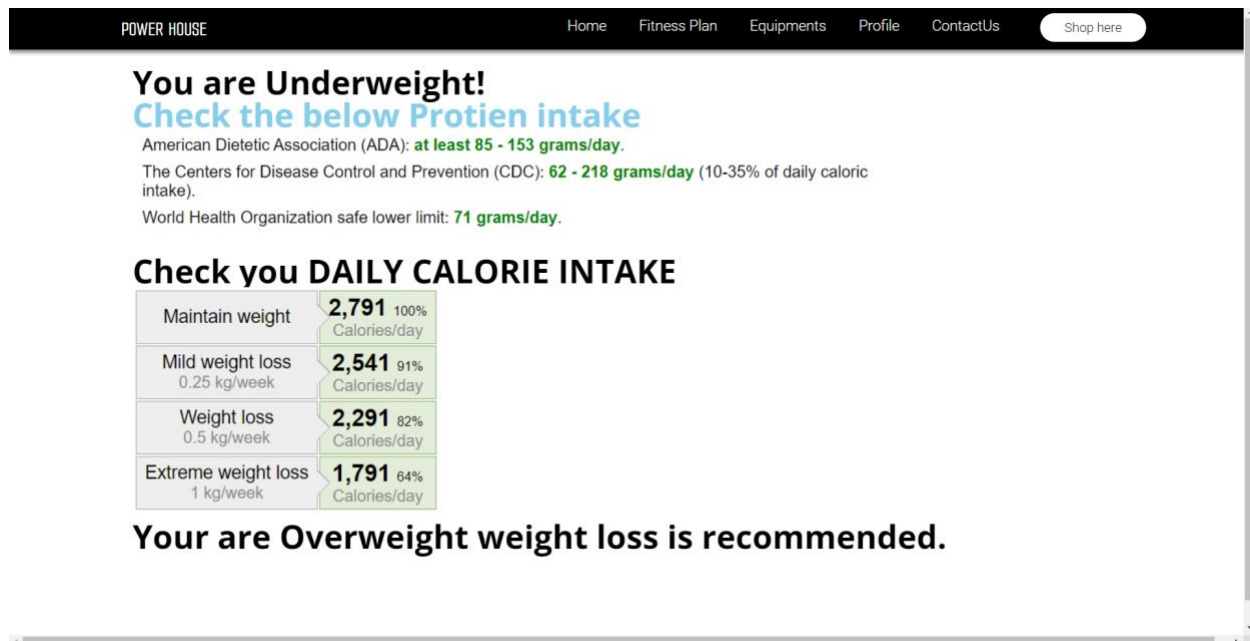 POWER HOUSE Home Fitness Plan Equipments Profile ContactUs Shop here
You are Underweight!
Check the below Protien intake
American Dietetic Association (ADA): at least 85 - 153 grams/day.
The Centers for Disease Control and Prevention (CDC): 62 - 218 grams/day (10-35% of daily caloric
intake).
World Health Organization safe lower limit: 71 grams/day.
Check you DAILY CALORIE INTAKE
Maintain weight 2,791 100%
Calories/day
Mild weight loss 2,541 91%
0.25 kg/week Calories/day
Weight loss 2,291 82%
0.5 kg/week Calories/day
Extreme weight loss 1,791 64%
1 kg/week Calories/day
Your are Overweight weight loss is recommended.